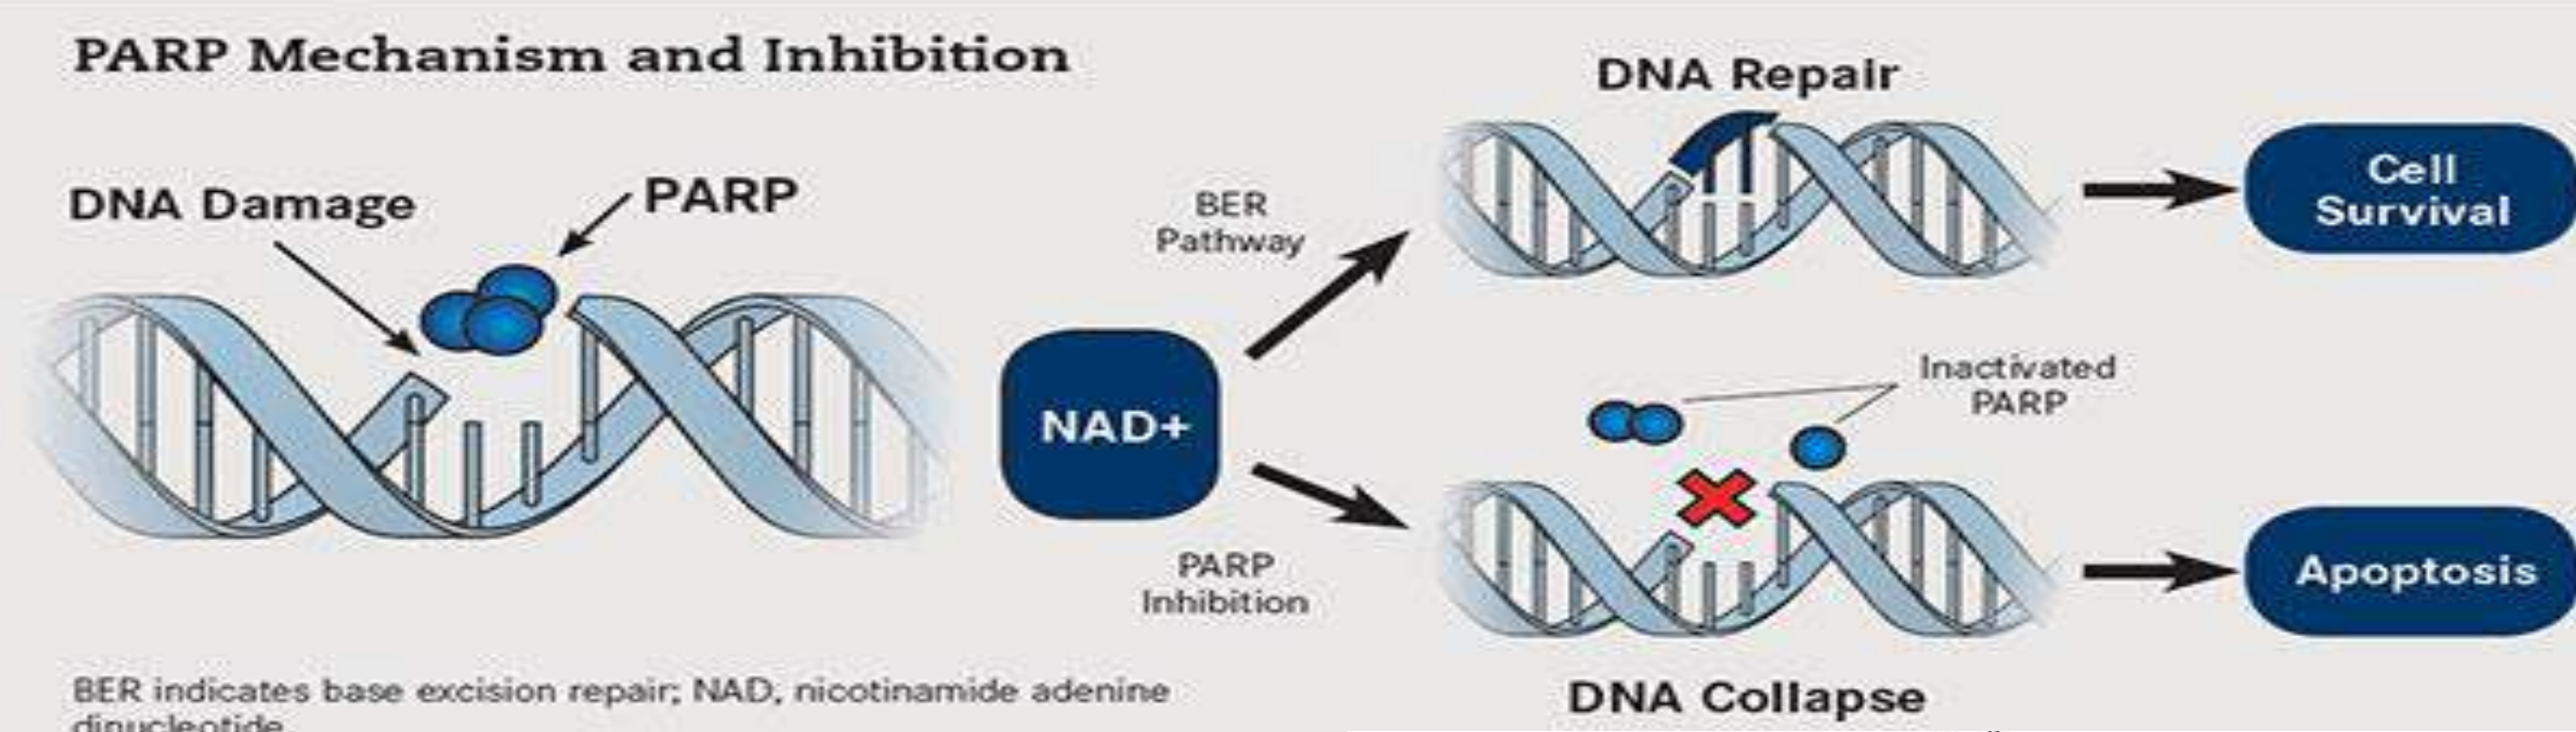 PARP Mechanism and Inhibition
DNA Damage
PARP
NAD+
BER
Pathway
DNA Repair
Cell
Survival
PARP
Inhibition
Inactivated
PARP
DNA Collapse
Apoptosis
BER indicates base excision repair; NAD, nicotinamide adenine
dinucleotide.